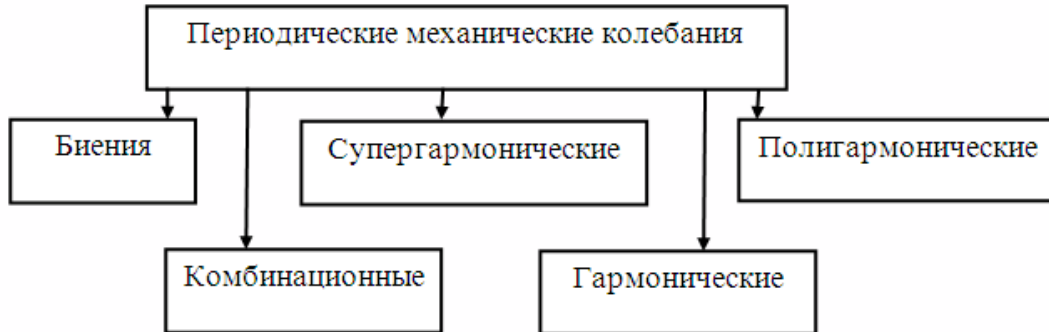 Периодические механические колебания
Биения
Супергармонические
Полигармонические
Комбинационные
Гармонические